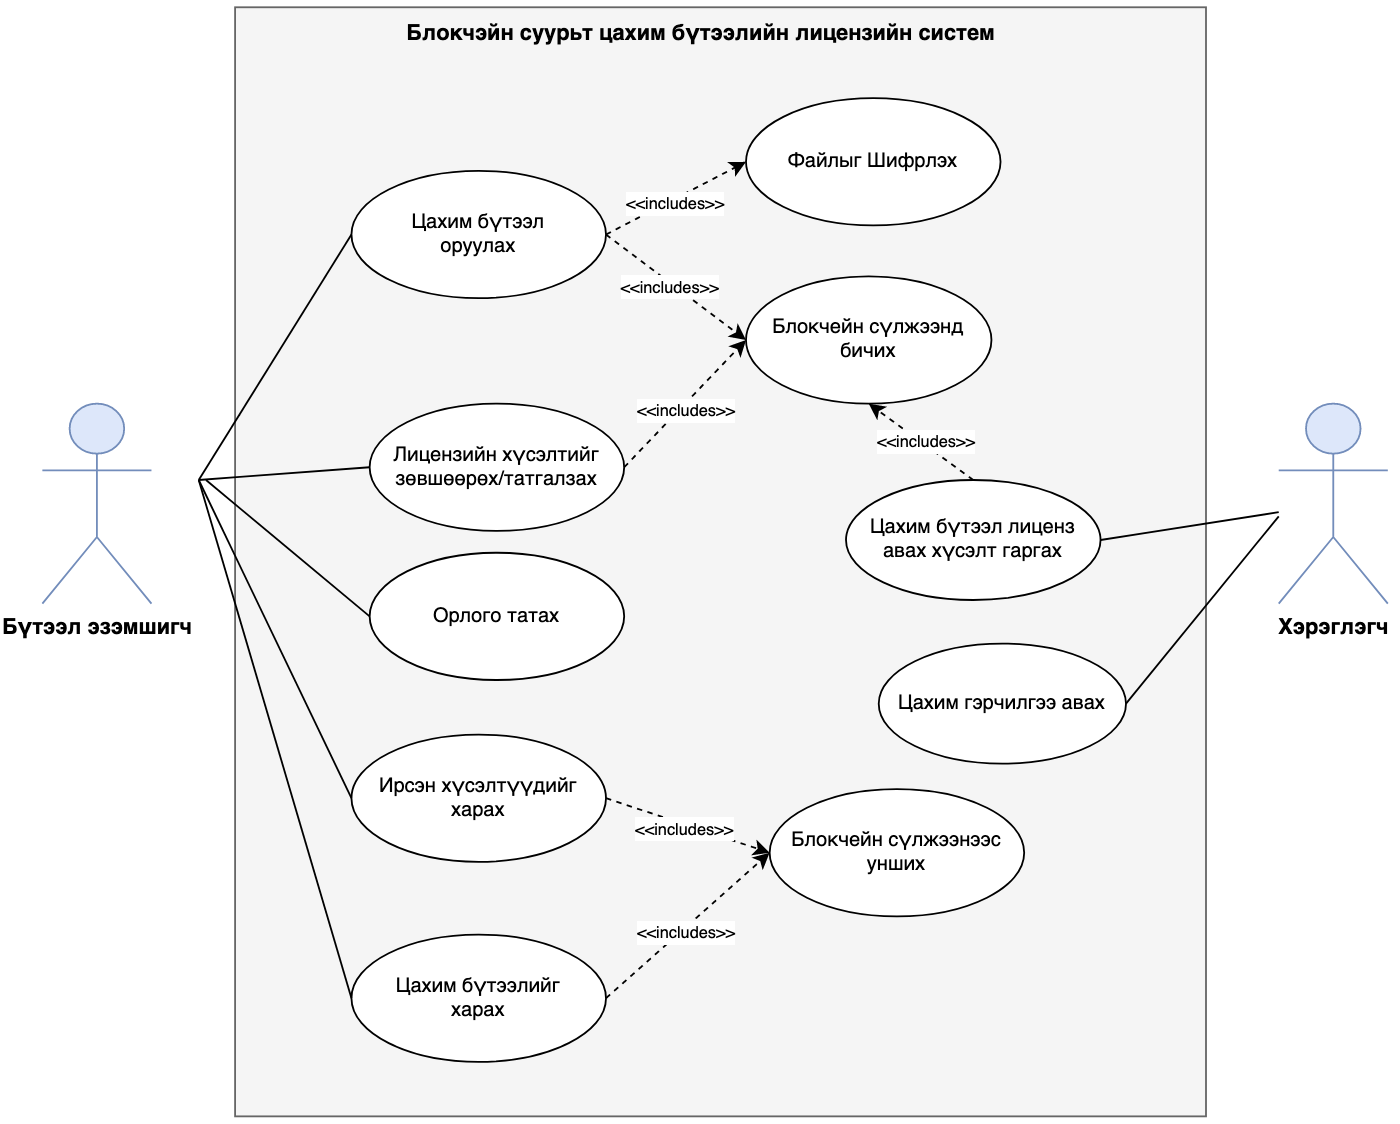 Блокчэйн суурьт цахим бүтээлийн лицензийн систем
Файлыг Шифрлэх
<<includes>>
Цахим бүтээл
оруулах
<<includes>>
Блокчейн сүлжээнд
бичих
<<includes>>
<<includes>>
Лицензийн хүсэлтийг
зөвшөөрөх/татгалзах
Цахим бүтээл лиценз
авах хүсэлт гаргах
Орлого татах
Бүтээл эзэмшигч
Хэрэглэгч
Цахим гэрчилгээ авах
Ирсэн хүсэлтүүдийг
харах
<<includes>>
Блокчейн сүлжээнээс
унших
<<includes>>
Цахим бүтээлийг
харах